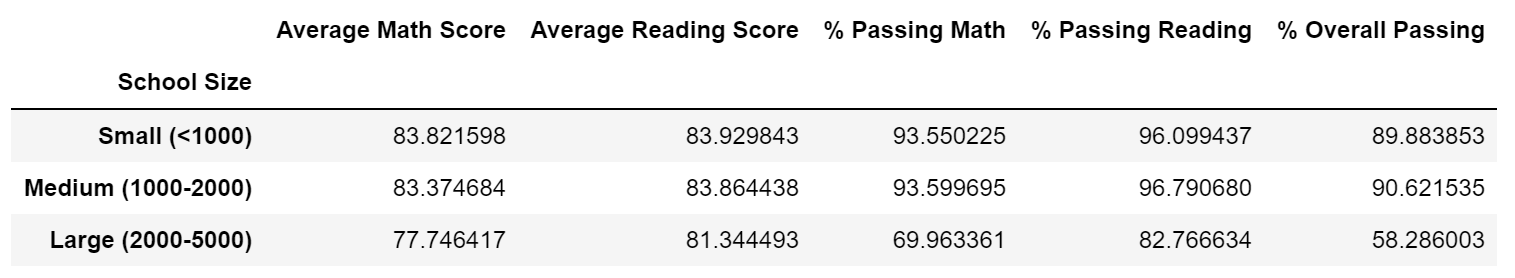 Average Math Score Average Reading Score % Passing Math % Passing Reading % Overall Passing
School Size
Small (<1000) 83.821598 83.929843 93.550225 96.099437 89.883853
Medium (1000-2000) 83.374684 83.864438 93.599695 96.790680 90.621535
Large (2000-5000) 77.746417 81.344493 69.963361 82.766634 58.286003